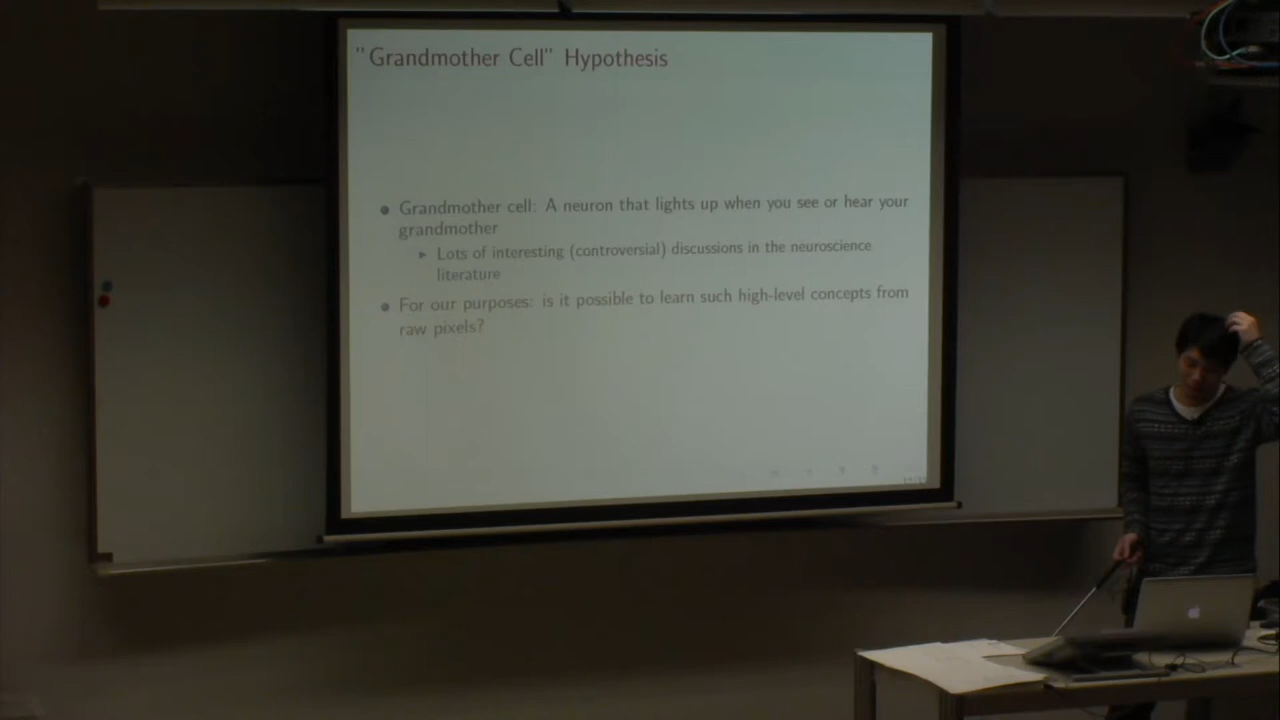 "Grandmother Cell" Hypothesis
Grandmother cell: A neuron that lights up when you see or hear your
grandmother
Lots of interesting (controversial) discussions in the neuroscience
literature
For our purposes: is it possible to learn such high-level concepts from
raw pixels?